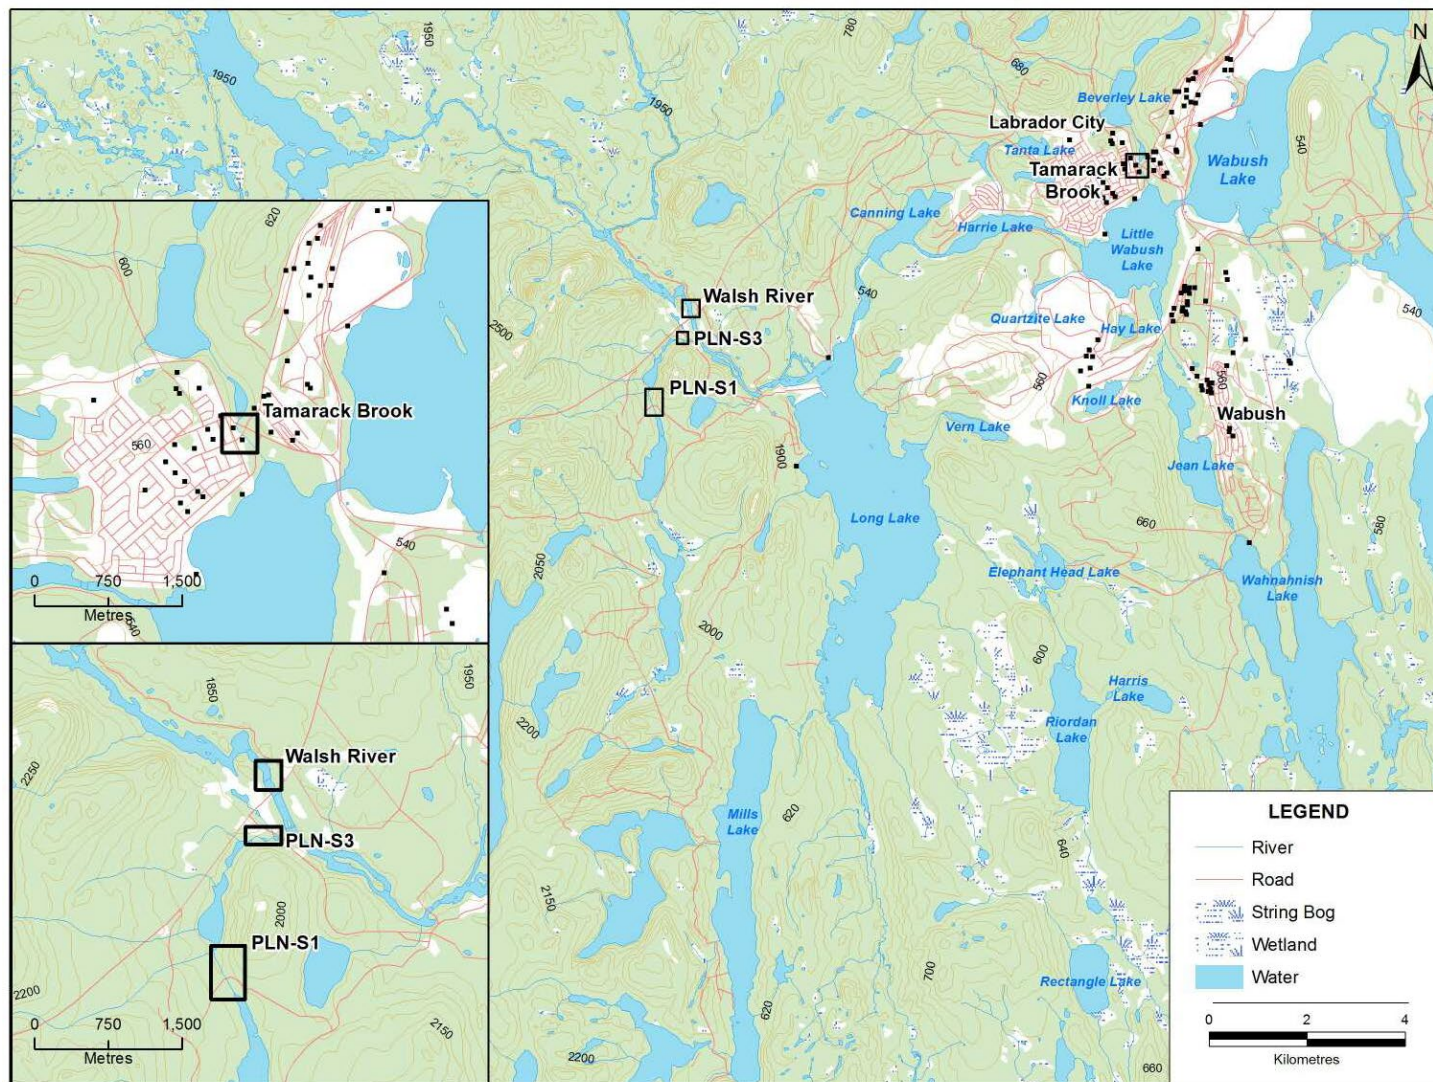 1950
1950
1950
780
680
N
Beverley Lake
Labrador City
540
Tanta Lake
Wabush
Lake
Tamarack
Brook
Canning Lake
Harrie Lake
Little
Wabush
Lake
540
Walsh River
2500
PLN-S3
Quartzite Lake
Hay Lake
540
PLN-S1
560
560
Knoll Lake
Wabush
Vern Lake
1900
Jean Lake
Long Lake
660
580
2050
Elephant Head Lake
Wahnahnish
Lake
2000
600
Harris
Lake
2200
Riordan
Lake
Mills
Lake
620
640
2150
700
Rectangle Lake
620
2200
660
620
600
Tamarack Brook
560
540
0 750 1,500
Metres
540
1850
1950
Walsh River
2250
PLN-S3
2000
PLN-S1
2200
0 750 1,500
2150
Metres
LEGEND
River
Road
String Bog
Wetland
Water
0 2 4
Kilometres